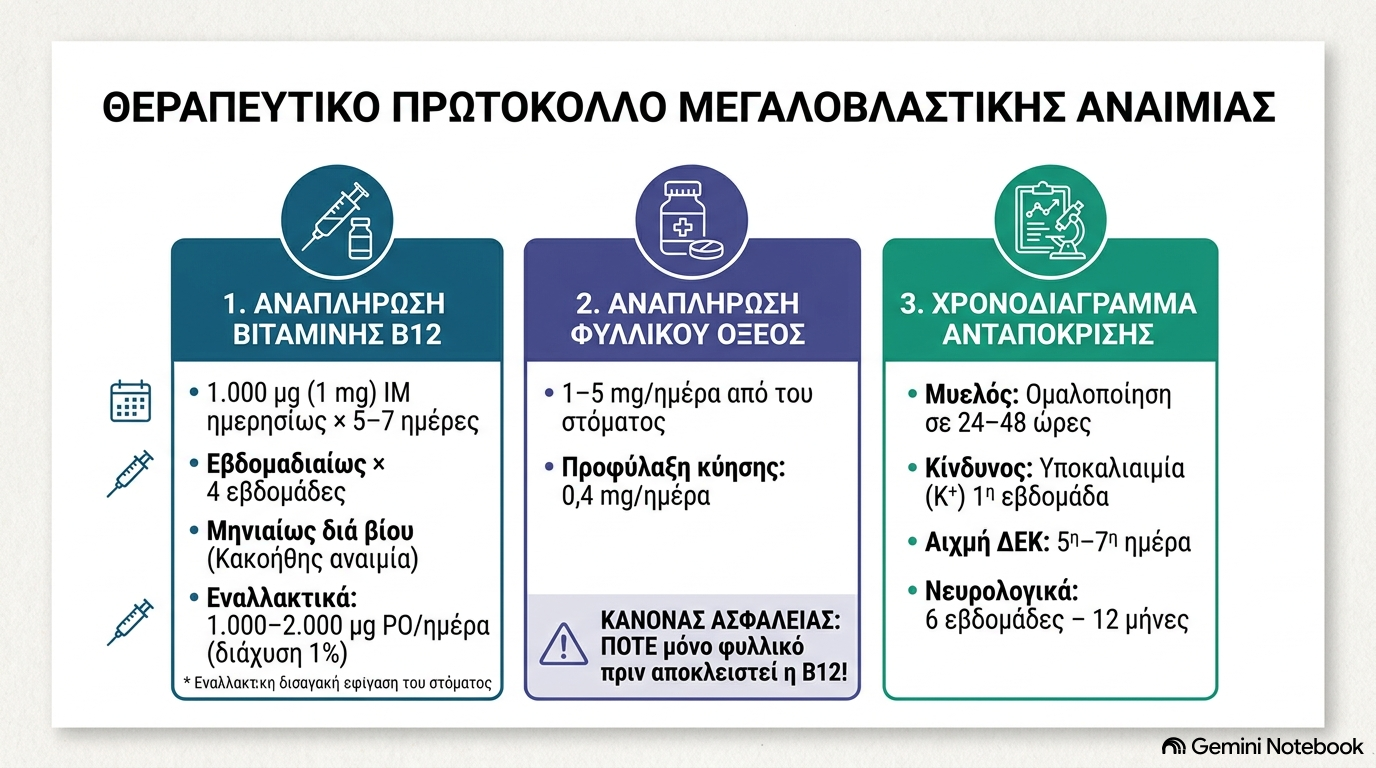 ΘΕΡΑΠΕΥΤΙΚΟ ΠΡΩΤΟΚΟΛΛΟ ΜΕΓΑΛΟΒΛΑΣΤΙΚΗΣ ΑΝΑΙΜΙΑΣ
1. ΑΝΑΠΛΗΡΩΣΗ
ΒΙΤΑΜΙΝΗΣ B12
• 1.000 μg (1 mg) IM
ημερησίως × 5–7 ημέρες
• Εβδομαδιαίως ×
4 εβδομάδες
• Μηνιαίως διά βίου
(Κακοήθης αναιμία)
• Εναλλακτικά:
1.000–2.000 μg PO/ημέρα
(διάχυση 1%)
* Εναλλακτικη δισαγακή εφίγαση του στόματος
2. ΑΝΑΠΛΗΡΩΣΗ
ΦΥΛΛΙΚΟΥ ΟΞΕΟΣ
• 1–5 mg/ημέρα από του
στόματος
• Προφύλαξη κύησης:
0,4 mg/ημέρα
ΚΑΝΟΝΑΣ ΑΣΦΑΛΕΙΑΣ:
ΠΟΤΕ μόνο φυλλικό
πριν αποκλειστεί η B12!
3. ΧΡΟΝΟΔΙΑΓΡΑΜΜΑ
ΑΝΤΑΠΟΚΡΙΣΗΣ
• Μυελός: Ομαλοποίηση
σε 24–48 ώρες
• Κίνδυνος: Υποκαλιαιμία
(K⁺) 1η εβδομάδα
• Αιχμή ΔΕΚ: 5η–7η ημέρα
• Νευρολογικά:
6 εβδομάδες – 12 μήνες
Gemini Notebook